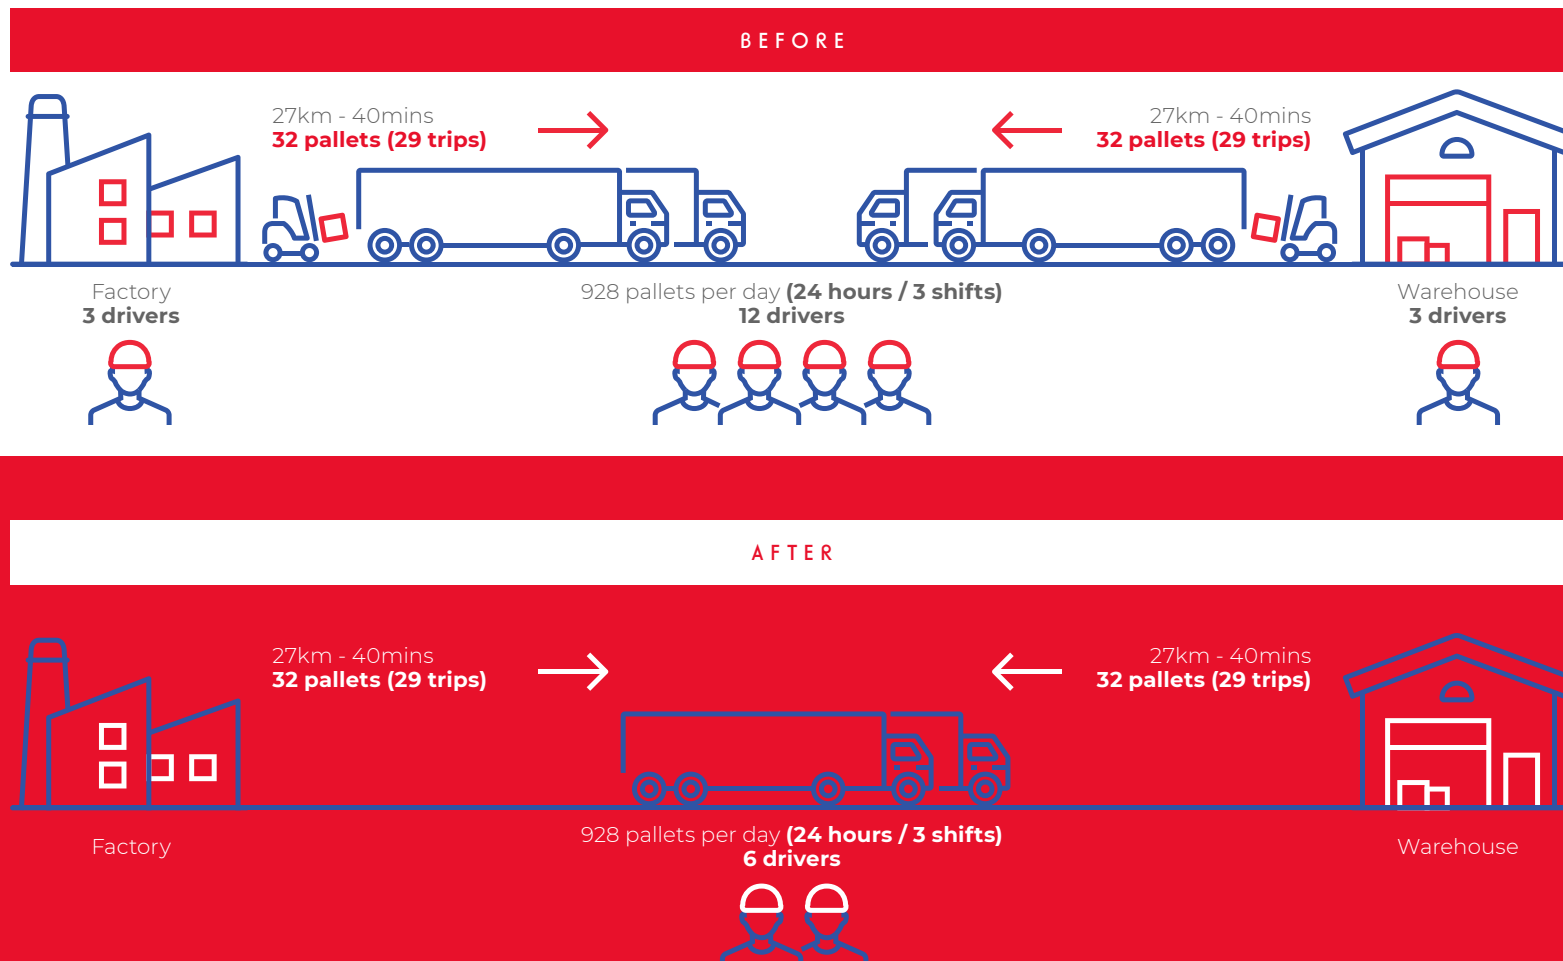 BEFORE
27km - 40mins
32 pallets (29 trips)
27km - 40mins
32 pallets (29 trips)
Factory
3 drivers
928 pallets per day (24 hours / 3 shifts)
12 drivers
Warehouse
3 drivers
AFTER
27km - 40mins
32 pallets (29 trips)
27km - 40mins
32 pallets (29 trips)
Factory
928 pallets per day (24 hours / 3 shifts)
6 drivers
Warehouse